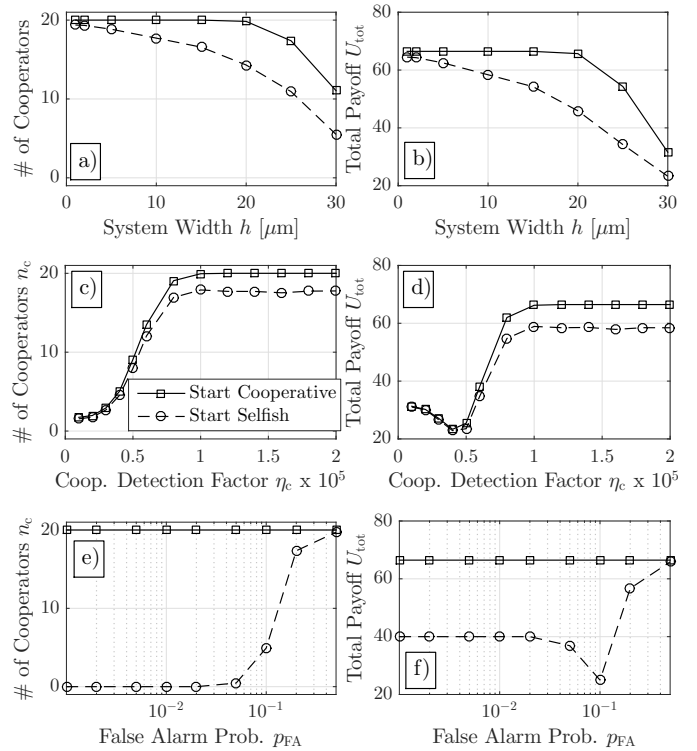 # of Cooperators
20
10
0
a)
0
10
20
30
System Width h [μm]
Total Payoff U_tot
80
60
40
20
b)
0
10
20
30
System Width h [μm]
# of Cooperators n_c
20
10
0
c)
Start Cooperative
Start Selfish
0
0.5
1
1.5
2
Coop. Detection Factor η_c x 10^5
Total Payoff U_tot
80
60
40
20
d)
0
0.5
1
1.5
2
Coop. Detection Factor η_c x 10^5
# of Cooperators n_c
20
10
0
e)
10^−2
10^−1
False Alarm Prob. p_FA
Total Payoff U_tot
80
60
40
20
f)
10^−2
10^−1
False Alarm Prob. p_FA